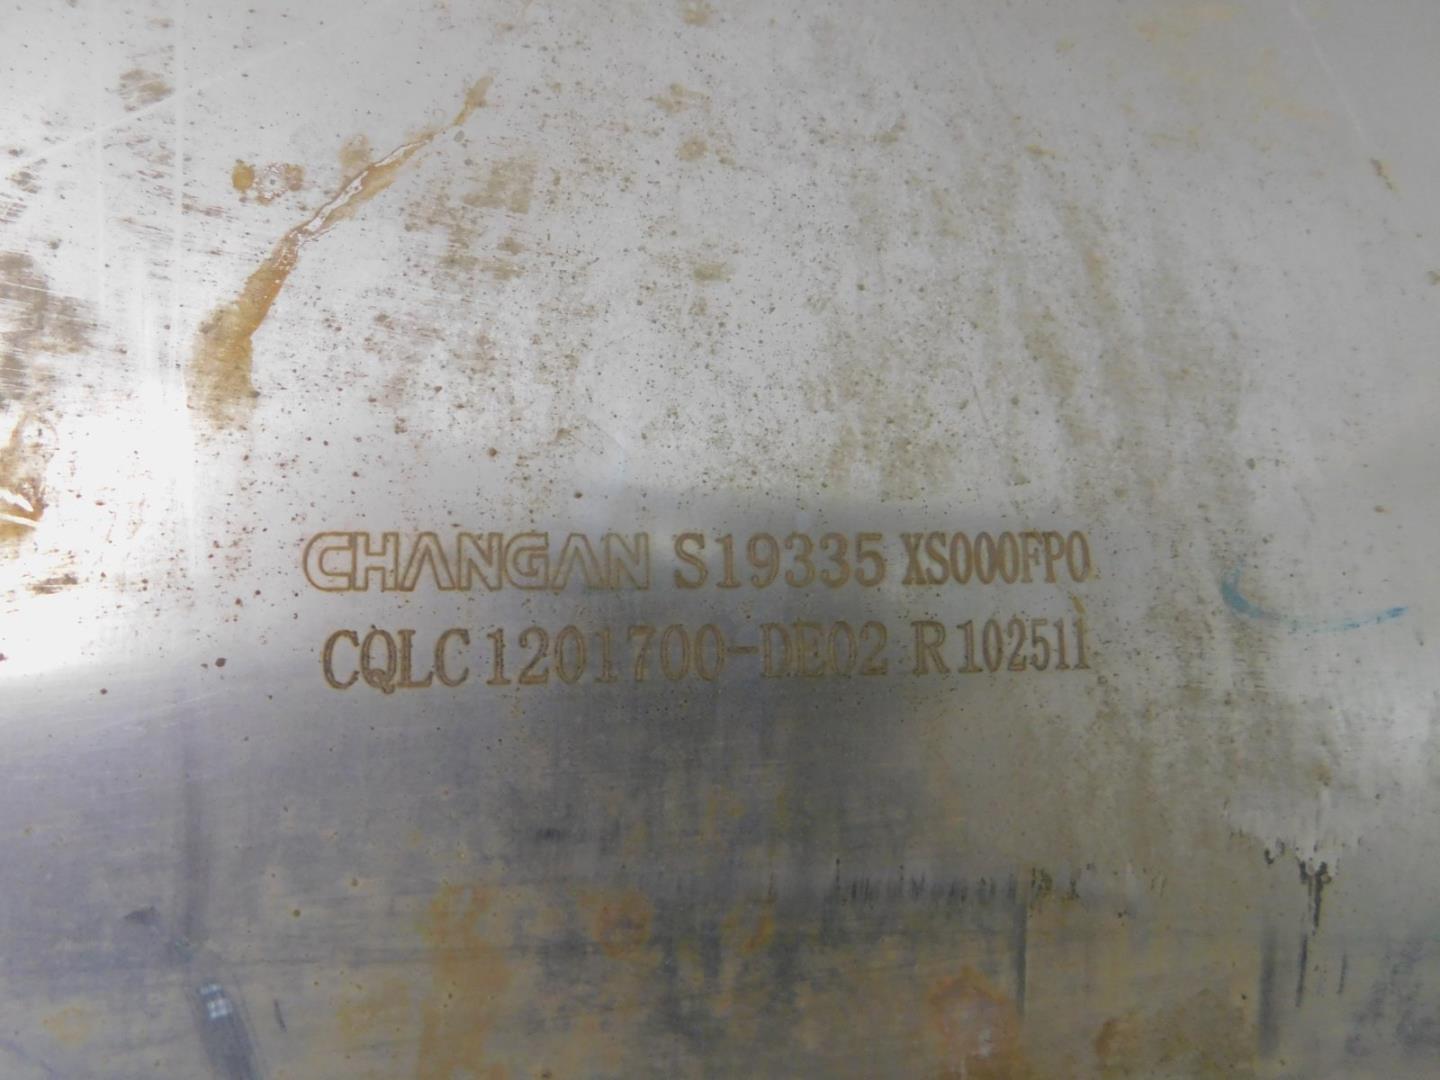 CHANGAN S19335 XS000FP0
CQLC 1201700-DE02 R102511